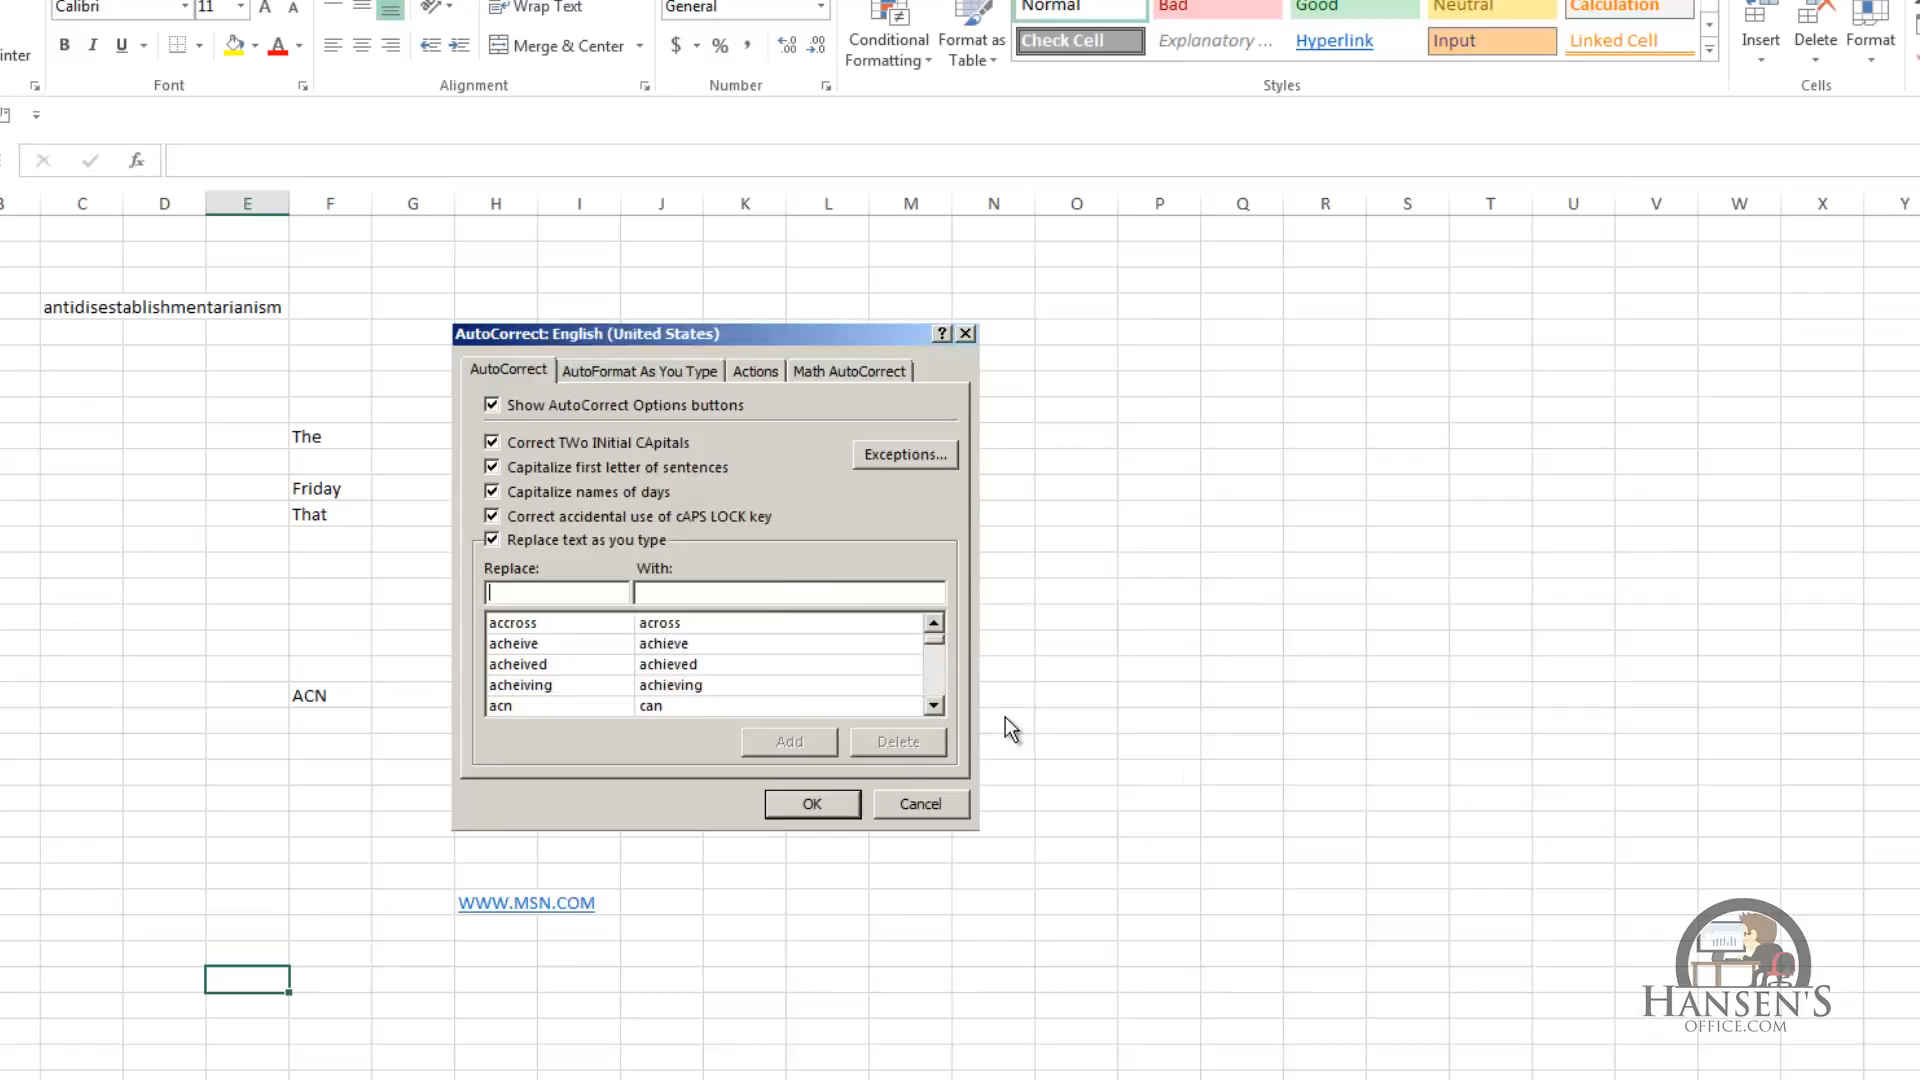 Calibri 11 A A Wrap Text General Normal Bad Good Neutral Calculation
inter B I U A Merge & Center $ % , .00 .00 Conditional Formatting Format as Table Check Cell Explanatory ... Hyperlink Input Linked Cell Insert Delete Format
Font Alignment Number Styles Cells
fx
B C D E F G H I J K L M N O P Q R S T U V W X Y
antidisestablishmentarianism
The
Friday
That
ACN
WWW.MSN.COM
AutoCorrect: English (United States)
AutoCorrect AutoFormat As You Type Actions Math AutoCorrect
Show AutoCorrect Options buttons
Correct TWo INitial CApitals
Exceptions...
Capitalize first letter of sentences
Capitalize names of days
Correct accidental use of cAPS LOCK key
Replace text as you type
Replace: With:
accross across
acheive achieve
acheived achieved
acheiving achieving
acn can
Add Delete
OK Cancel
HANSEN'S
OFFICE.COM